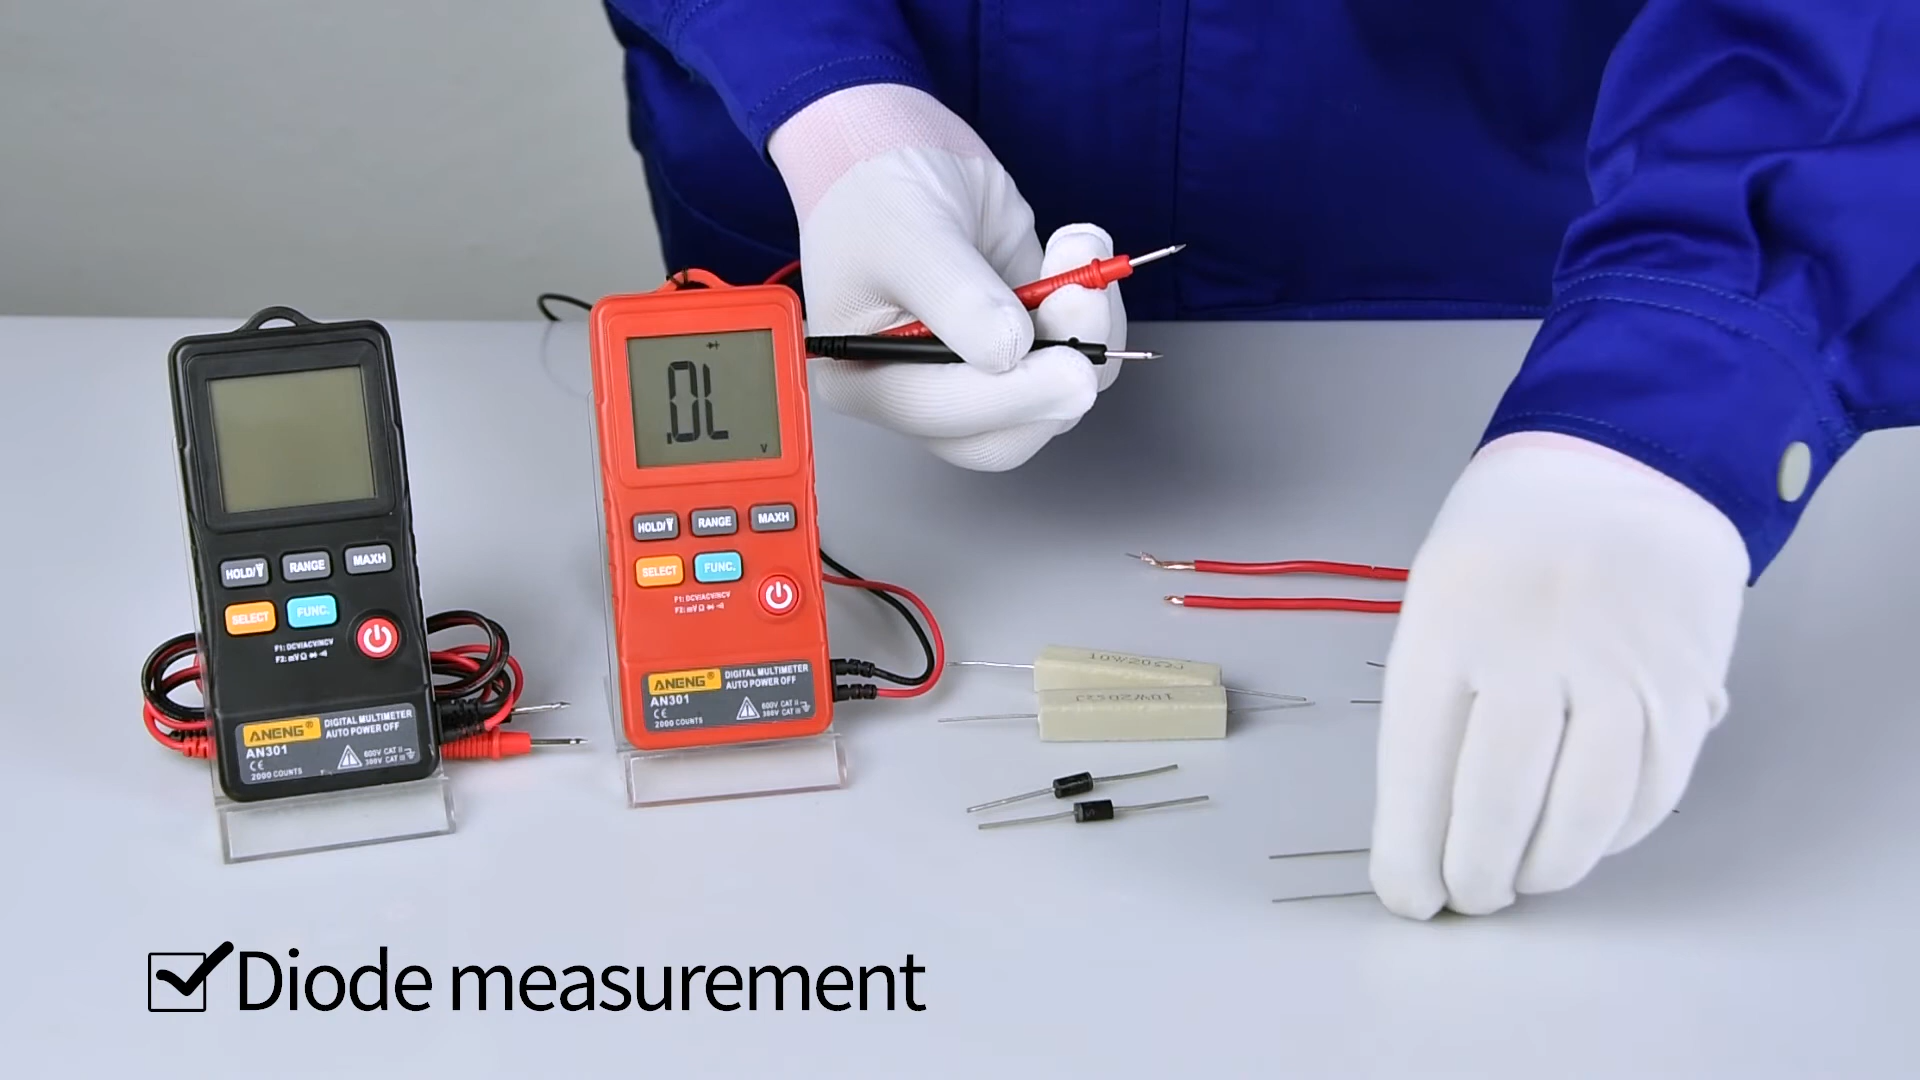 .0L
V
HOLD/
RANGE
MAXH
SELECT
FUNC.
F1: DCV/ACV/NCV
F2: mVΩ
ANENG®
DIGITAL MULTIMETER
AUTO POWER OFF
AN301
CE
2000 COUNTS
600V CAT II
300V CAT III
HOLD/
RANGE
MAXH
SELECT
FUNC.
F1: DCV/ACV/NCV
F2: mVΩ
ANENG®
DIGITAL MULTIMETER
AUTO POWER OFF
AN301
CE
2000 COUNTS
600V CAT II
300V CAT III
10W20ΩJ
10W20ΩJ
Diode measurement